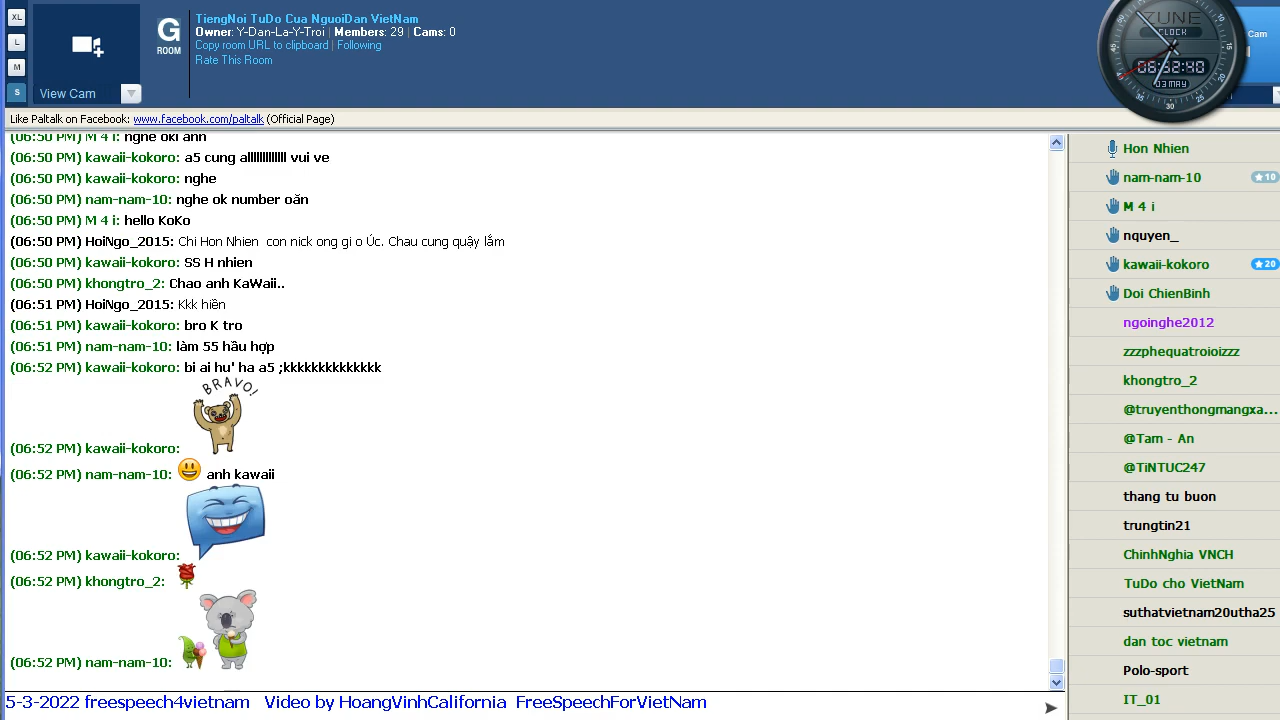 XL
L
M
S
View Cam
G
ROOM
TiengNoi TuDo Cua NguoiDan VietNam
Owner: Y-Dan-La-Y-Troi | Members: 29 | Cams: 0
Copy room URL to clipboard | Following
Rate This Room
ZUNE
CLOCK
06:32:40
03 MAY
Cam
Like Paltalk on Facebook: www.facebook.com/paltalk (Official Page)
(06:50 PM) M 4 i: nghe oki anh
(06:50 PM) kawaii-kokoro: a5 cung allllllllllllll vui ve
(06:50 PM) kawaii-kokoro: nghe
(06:50 PM) nam-nam-10: nghe ok number oăn
(06:50 PM) M 4 i: hello KoKo
(06:50 PM) HoiNgo_2015: Chi Hon Nhien  con nick ong gi o Úc. Chau cung quậy lắm
(06:50 PM) kawaii-kokoro: SS H nhien
(06:50 PM) khongtro_2: Chao anh KaWaii..
(06:51 PM) HoiNgo_2015: Kkk hiền
(06:51 PM) kawaii-kokoro: bro K tro
(06:51 PM) nam-nam-10: làm 55 hầu hợp
(06:52 PM) kawaii-kokoro: bi ai hu' ha a5 ;kkkkkkkkkkkkkk
BRAVO!
(06:52 PM) kawaii-kokoro:
(06:52 PM) nam-nam-10: anh kawaii
(06:52 PM) kawaii-kokoro:
(06:52 PM) khongtro_2:
(06:52 PM) nam-nam-10:
Hon Nhien
nam-nam-10 10
M 4 i
nquyen_
kawaii-kokoro 20
Doi ChienBinh
ngoinghe2012
zzzphequatroioizzz
khongtro_2
@truyenthongmangxa...
@Tam - An
@TiNTUC247
thang tu buon
trungtin21
ChinhNghia VNCH
TuDo cho VietNam
suthatvietnam20utha25
dan toc vietnam
Polo-sport
IT_01
5-3-2022 freespeech4vietnam   Video by HoangVinhCalifornia  FreeSpeechForVietNam